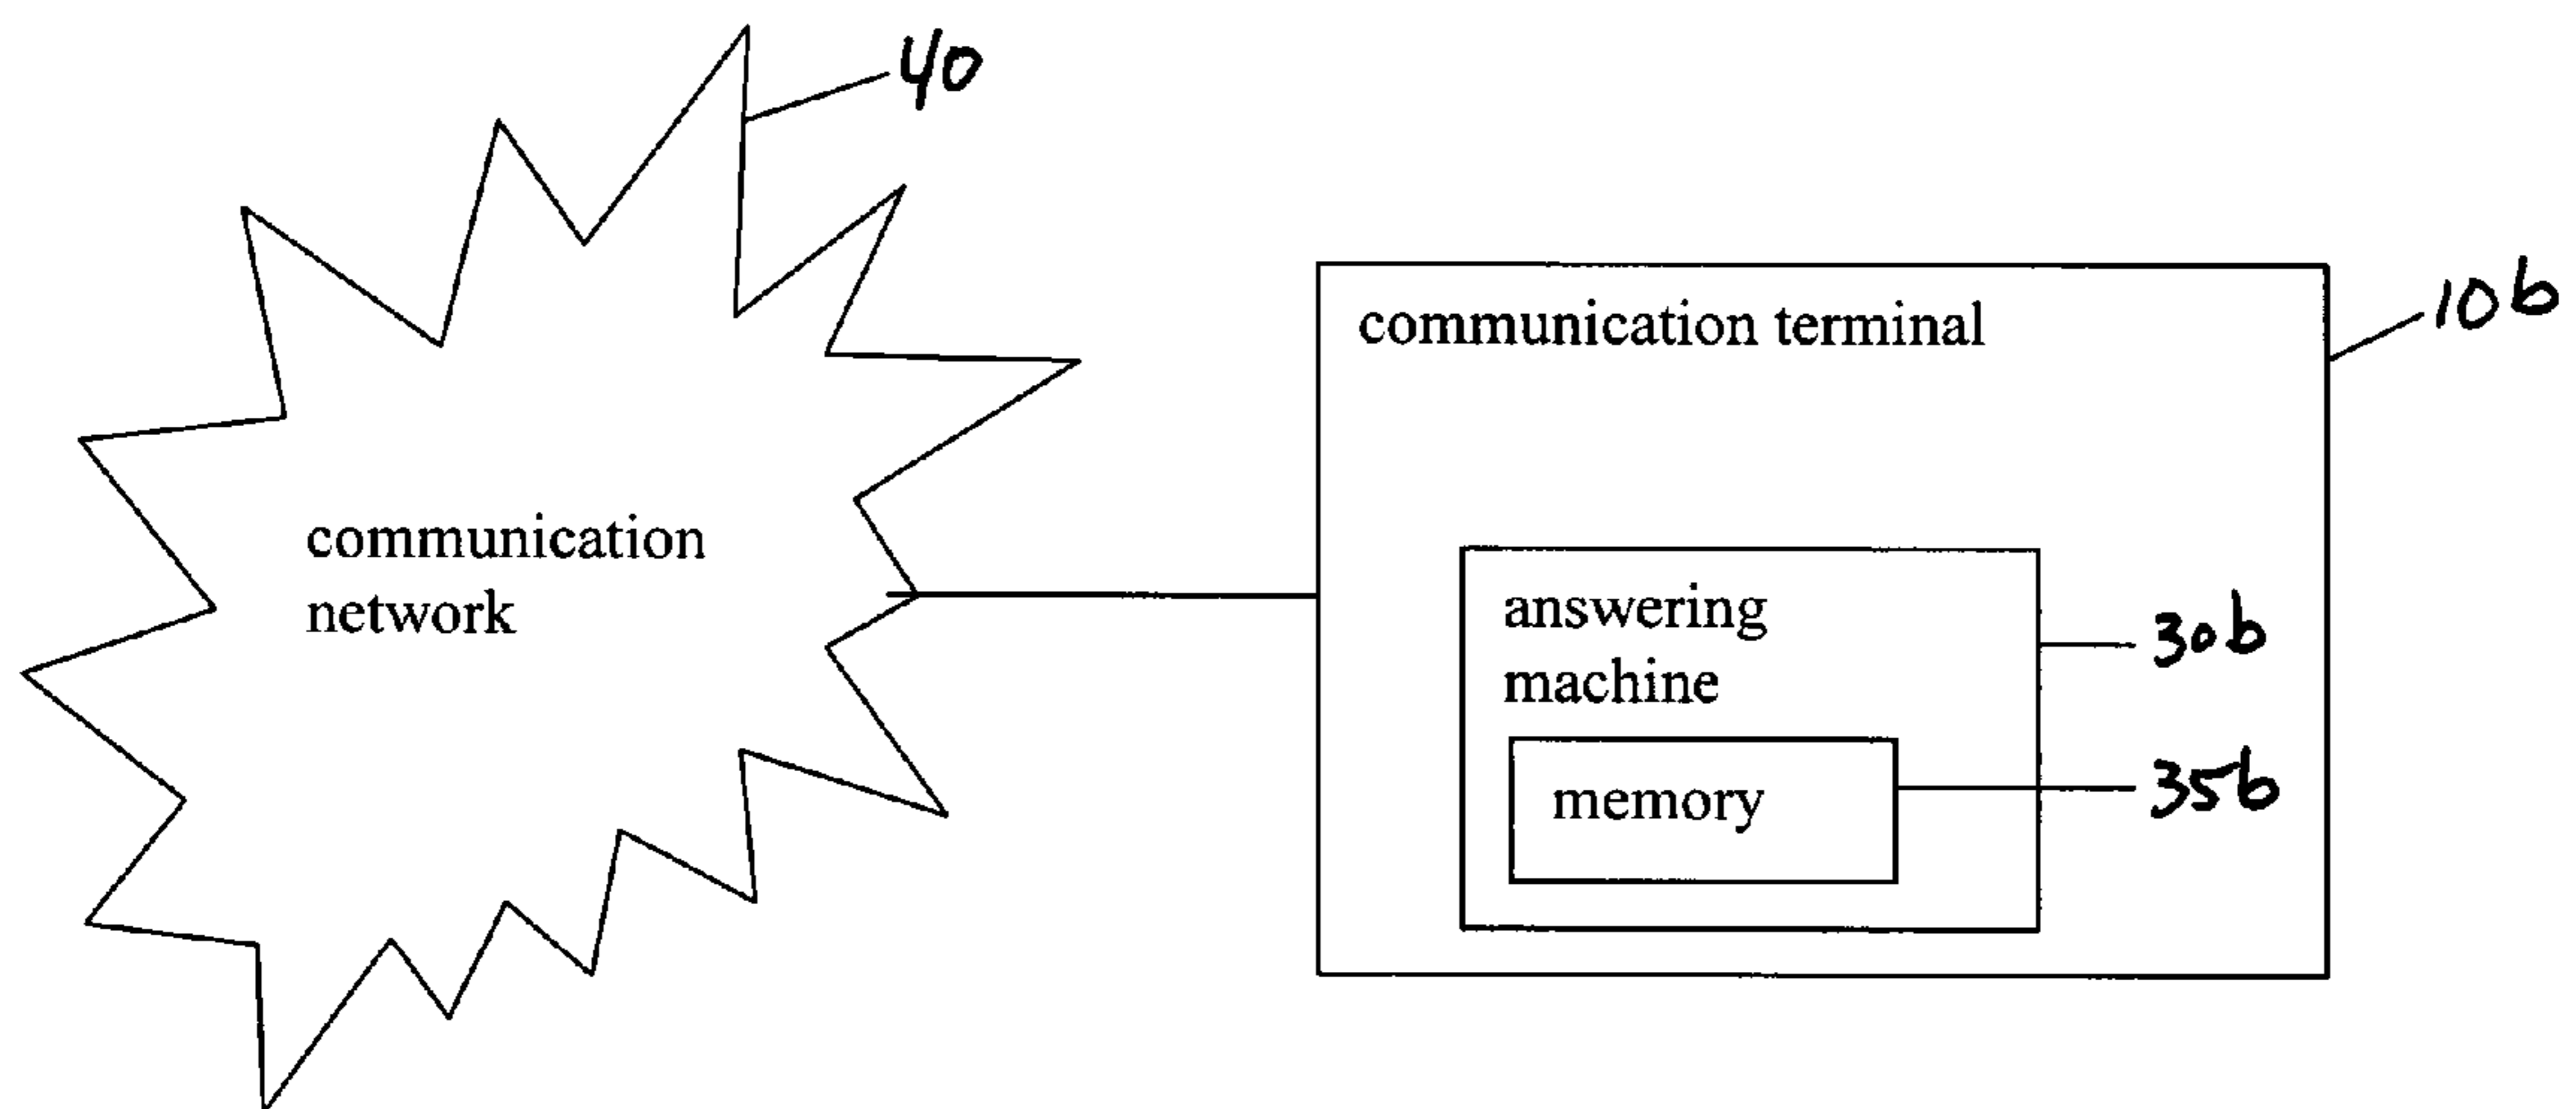 40
communication terminal
10b
communication
network
answering
machine
30b
memory
35b